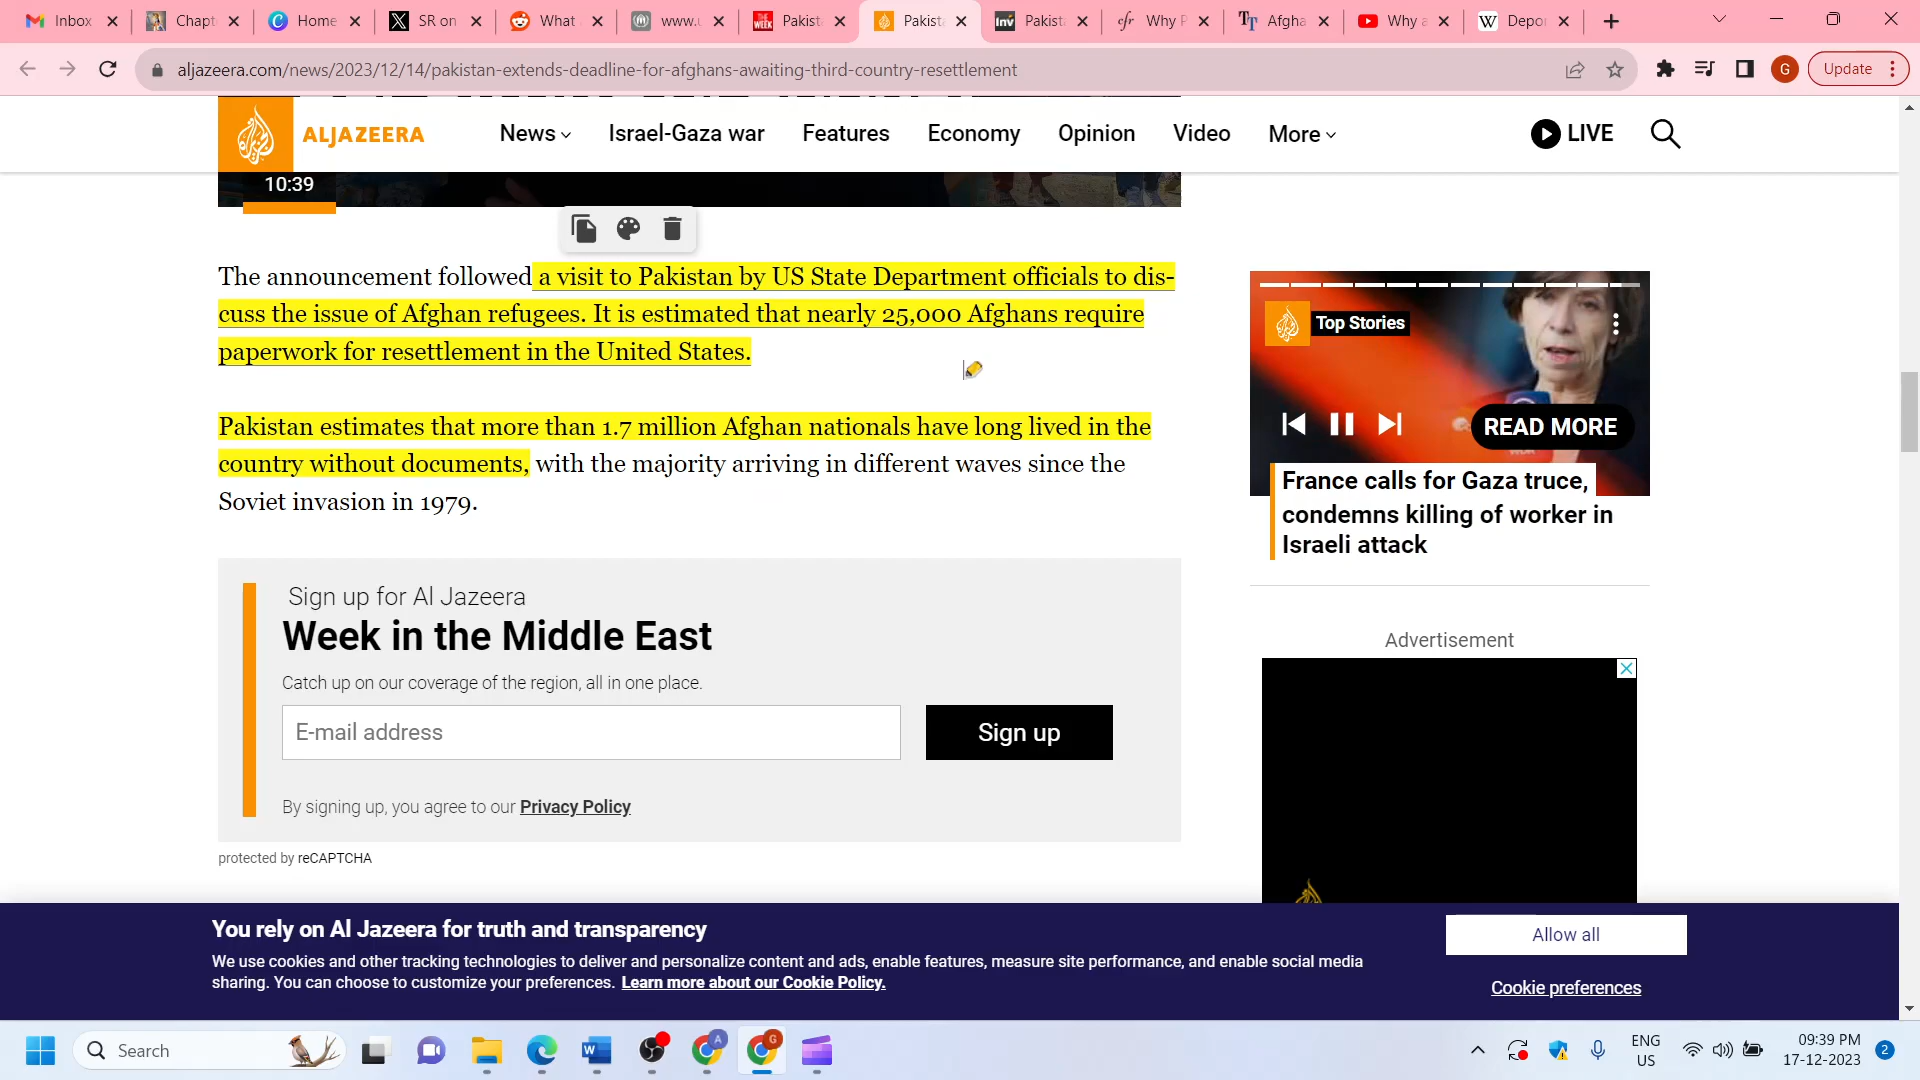 Inbox
Chapt
Home
SR on
What
www.u
Pakist
Pakist
Pakist
Why P
Afgha
Why a
Depo
aljazeera.com/news/2023/12/14/pakistan-extends-deadline-for-afghans-awaiting-third-country-resettlement
G
Update
ALJAZEERA
News
Israel-Gaza war
Features
Economy
Opinion
Video
More
LIVE
10:39
The announcement followed a visit to Pakistan by US State Department officials to dis-
cuss the issue of Afghan refugees. It is estimated that nearly 25,000 Afghans require
paperwork for resettlement in the United States.
Pakistan estimates that more than 1.7 million Afghan nationals have long lived in the
country without documents, with the majority arriving in different waves since the
Soviet invasion in 1979.
Top Stories
READ MORE
France calls for Gaza truce,
condemns killing of worker in
Israeli attack
Sign up for Al Jazeera
Week in the Middle East
Catch up on our coverage of the region, all in one place.
E-mail address
Sign up
By signing up, you agree to our Privacy Policy
protected by reCAPTCHA
Advertisement
You rely on Al Jazeera for truth and transparency
We use cookies and other tracking technologies to deliver and personalize content and ads, enable features, measure site performance, and enable social media
sharing. You can choose to customize your preferences. Learn more about our Cookie Policy.
Allow all
Cookie preferences
Search
ENG
US
09:39 PM
17-12-2023
2